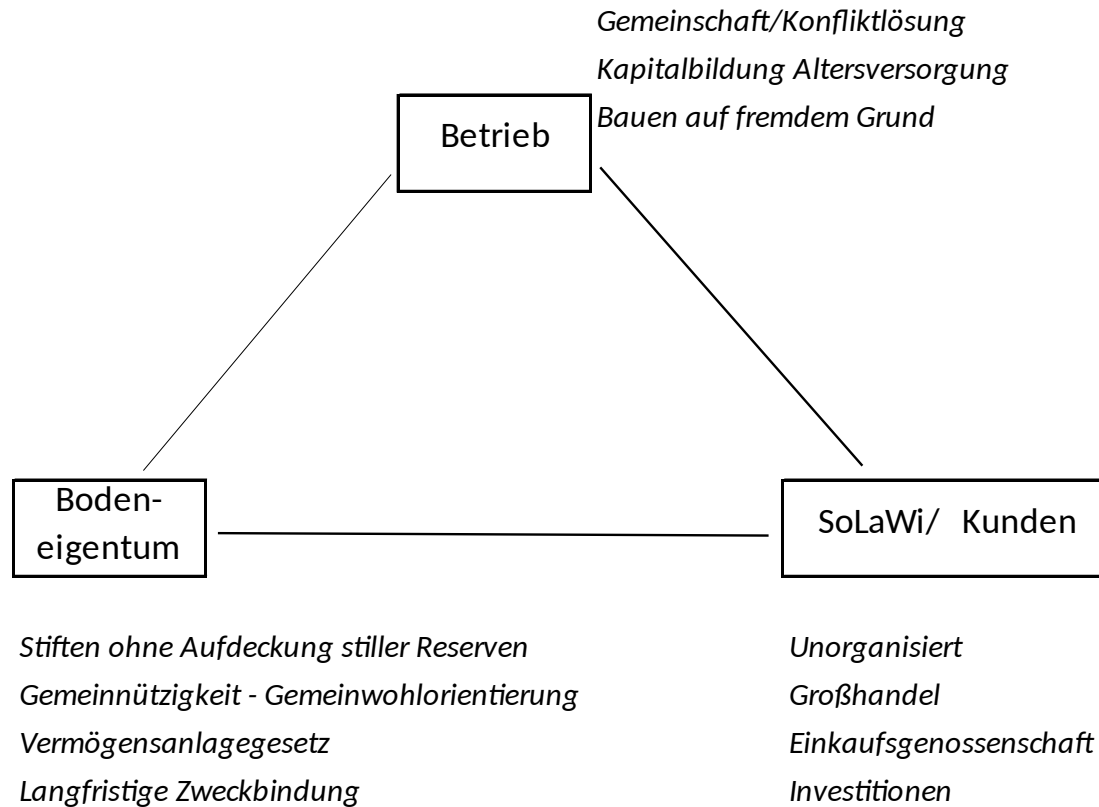 Gemeinschaft/Konfliktlösung
Kapitalbildung Altersversorgung
Bauen auf fremdem Grund
Betrieb
Boden-
eigentum
SoLaWi/ Kunden
Stiften ohne Aufdeckung stiller Reserven
Gemeinnützigkeit - Gemeinwohlorientierung
Vermögensanlagegesetz
Langfristige Zweckbindung
Unorganisiert
Großhandel
Einkaufsgenossenschaft
Investitionen